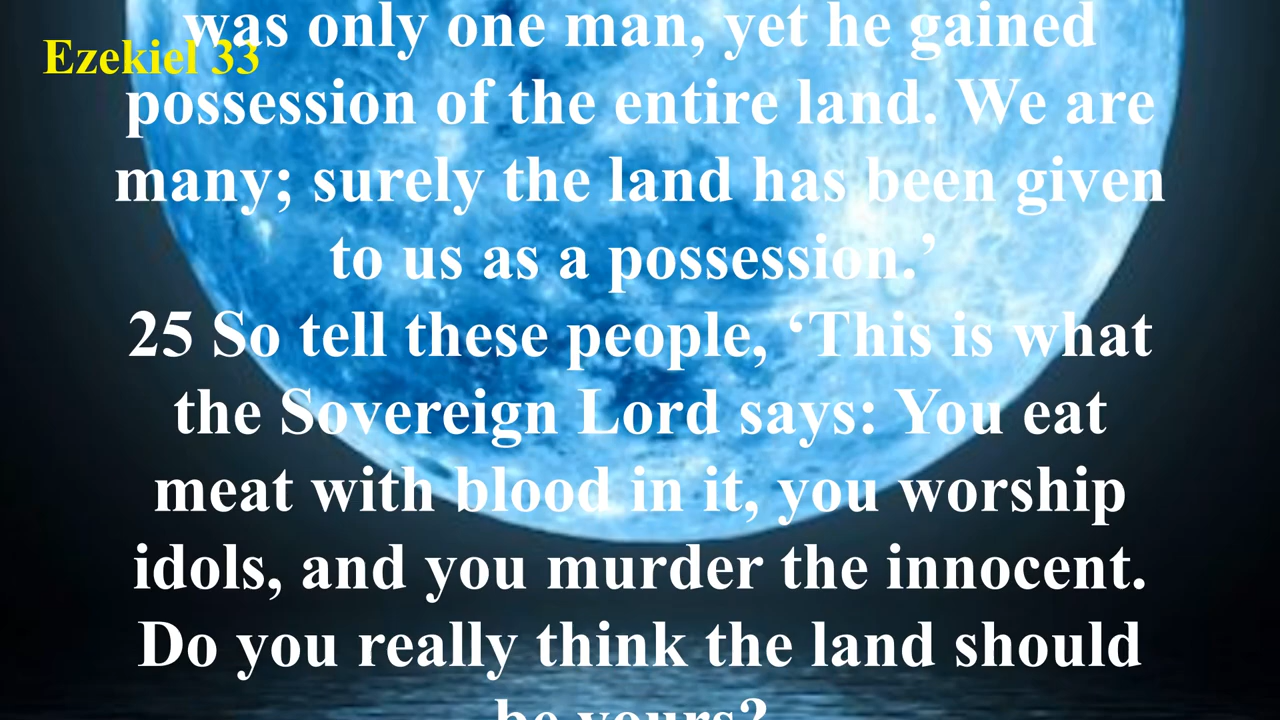 was only one man, yet he gained
Ezekiel 33
possession of the entire land. We are
many; surely the land has been given
to us as a possession.’
25 So tell these people, ‘This is what
the Sovereign Lord says: You eat
meat with blood in it, you worship
idols, and you murder the innocent.
Do you really think the land should
be yours?